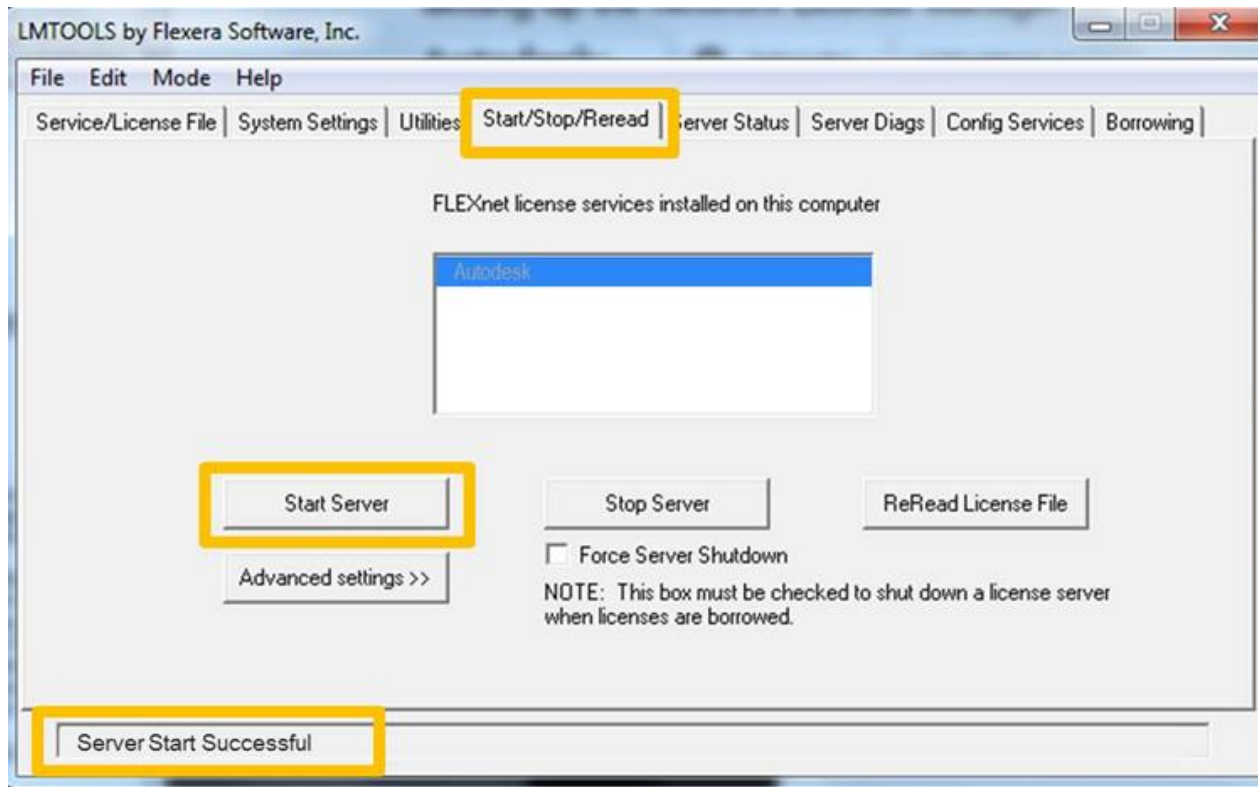 LMTOOLS by Flexera Software, Inc.
File Edit Mode Help
Service/License File System Settings Utilities Start/Stop/Reread Server Status Server Diags Config Services Borrowing
FLEXnet license services installed on this computer
Autodesk
Start Server Stop Server ReRead License File
Force Server Shutdown
Advanced settings >>
NOTE: This box must be checked to shut down a license server
when licenses are borrowed.
Server Start Successful